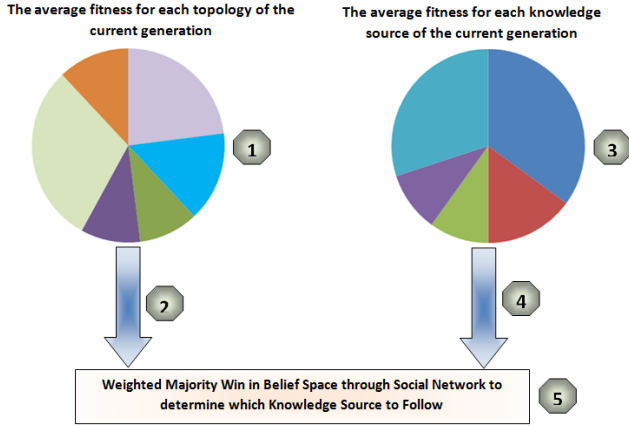 The average fitness for each topology of the
current generation
The average fitness for each knowledge
source of the current generation
1
3
2
4
Weighted Majority Win in Belief Space through Social Network to
determine which Knowledge Source to Follow
5